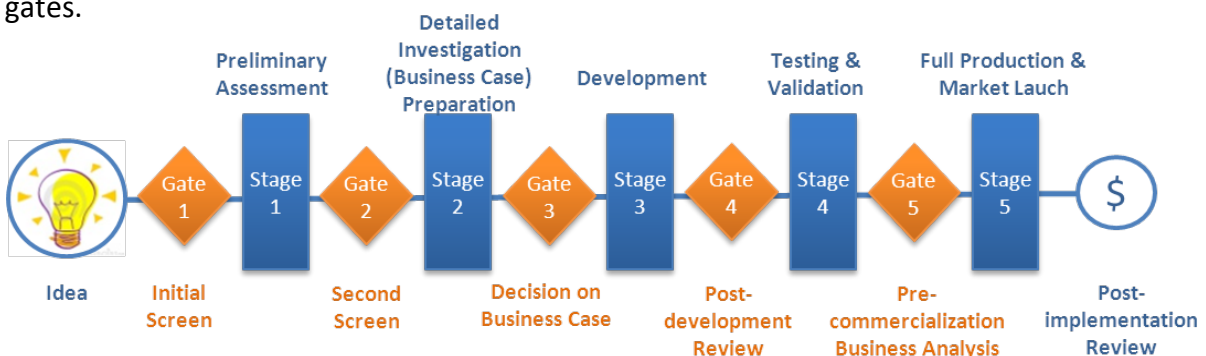 gates.
Preliminary
Assessment
Detailed
Investigation
(Business Case)
Preparation
Development
Testing &
Validation
Full Production &
Market Lauch
Gate
1
Stage
1
Gate
2
Stage
2
Gate
3
Stage
3
Gate
4
Stage
4
Gate
5
Stage
5
$
Idea
Initial
Screen
Second
Screen
Decision on
Business Case
Post-
development
Review
Pre-
commercialization
Business Analysis
Post-
implementation
Review